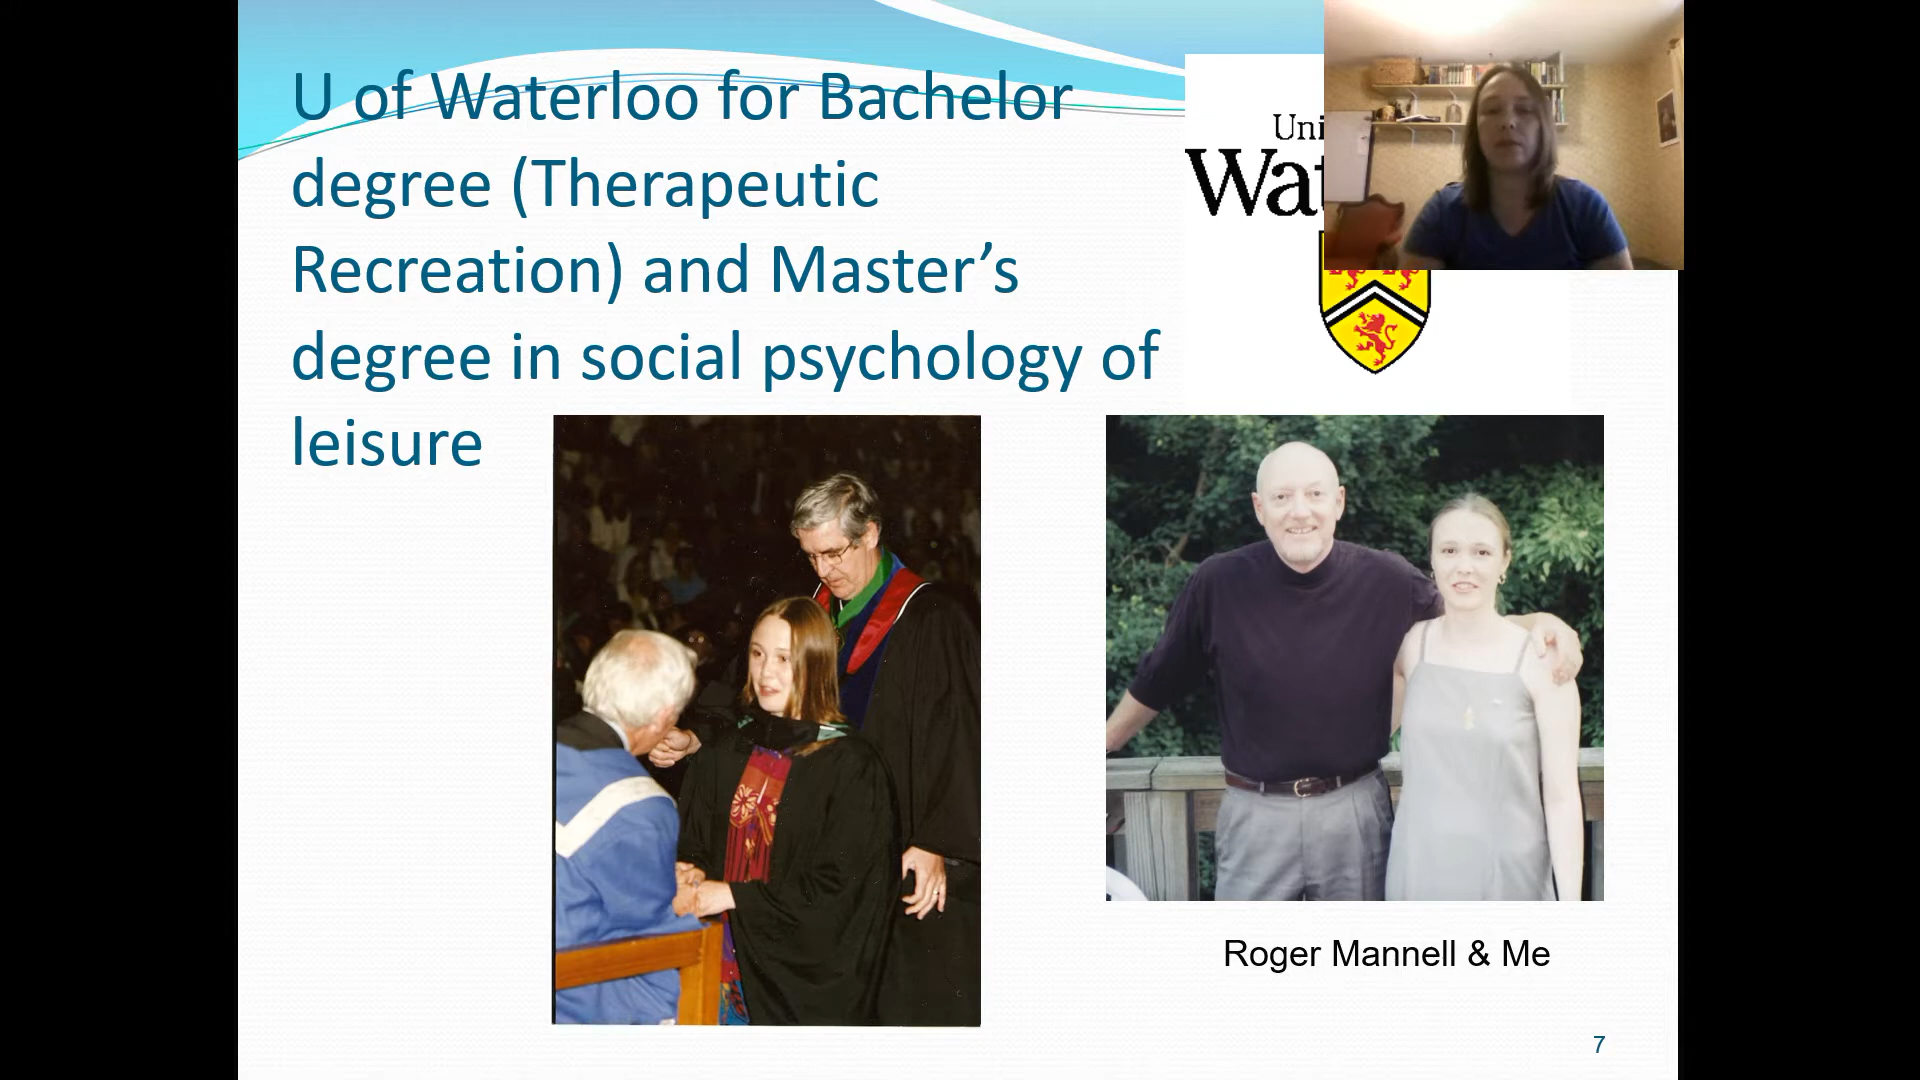 U of Waterloo for Bachelor
degree (Therapeutic
Recreation) and Master’s
degree in social psychology of
leisure
Uni
Wat
Roger Mannell & Me
7